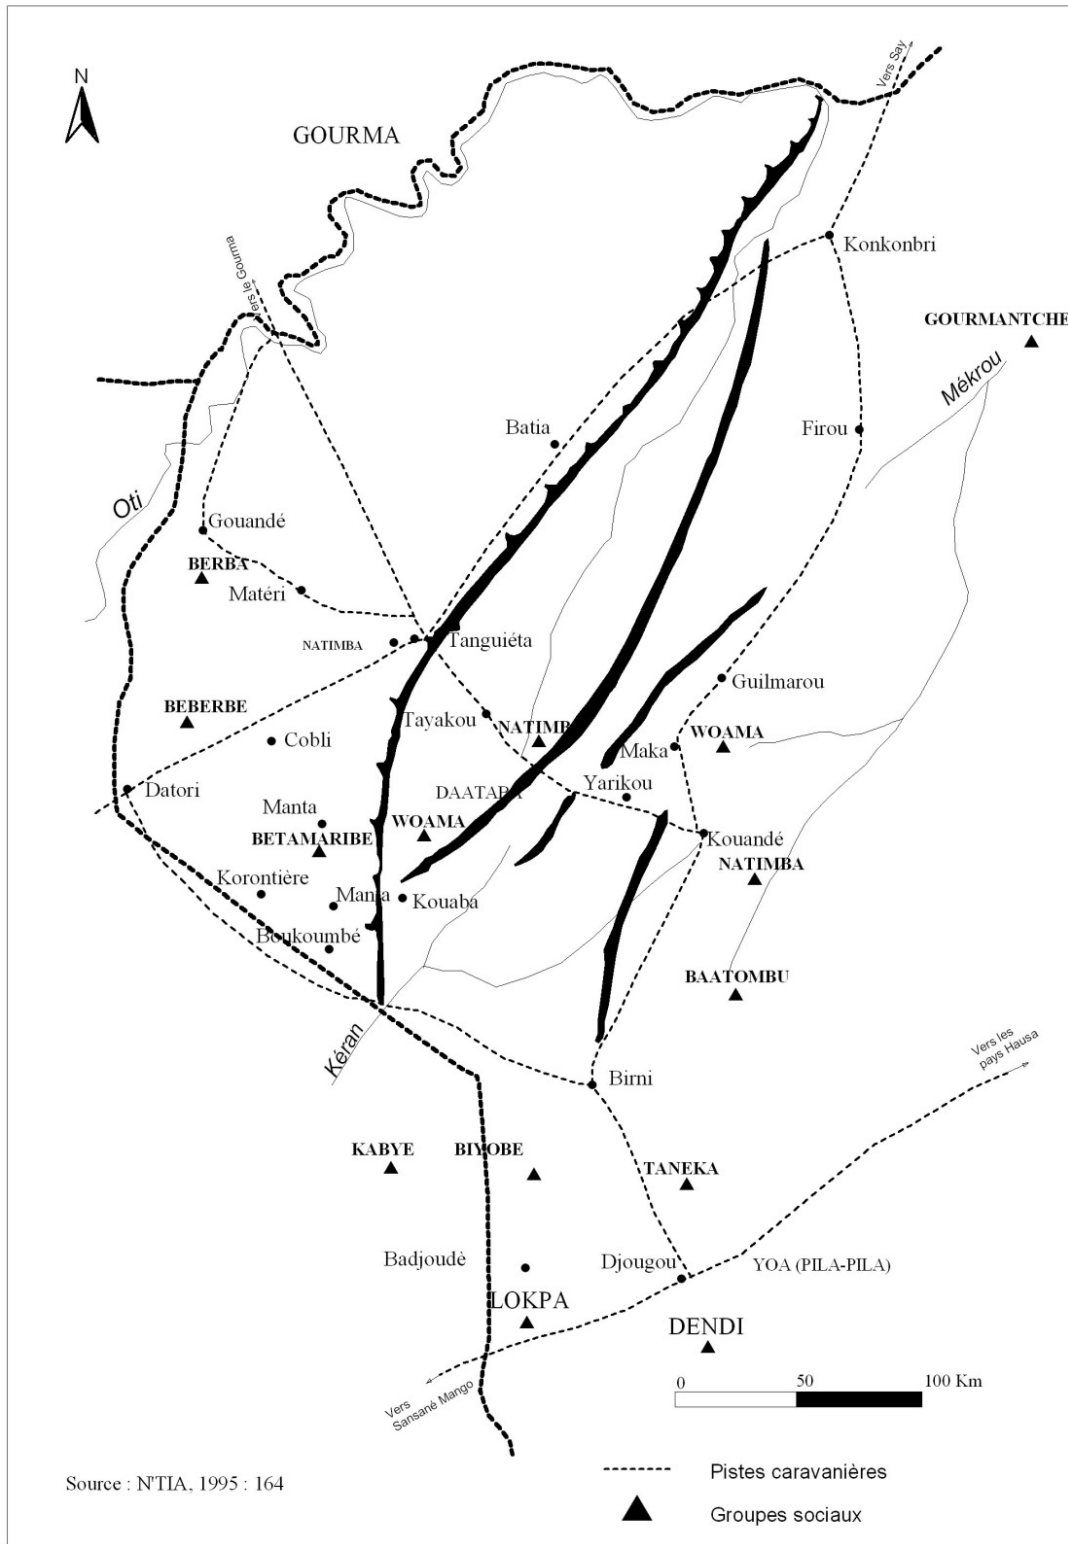 Vers Say
N
GOURMA
Vers le Gourma
Konkonbri
GOURMANTCHE
Mékrou
Batia
Firou
Oti
Gouandé
BERBA
Matéri
NATIMBA
Tanguiéta
Guilmarou
BEBERBE
Tayakou
NATIMB
WOAMA
Cobli
Maka
Datori
DAATABA
Yarikou
Manta
WOAMA
BETAMARIBE
Kouandé
NATIMBA
Korontière
Manta
Kouaba
Boukoumbé
BAATOMBU
Kéran
Vers les
pays Hausa
Birni
KABYE
BIYOBE
TANEKA
Badjoudè
Djougou
YOA (PILA-PILA)
LOKPA
DENDI
0 50 100 Km
Vers
Sansané Mango
Source : N'TIA, 1995 : 164
Pistes caravanières
Groupes sociaux